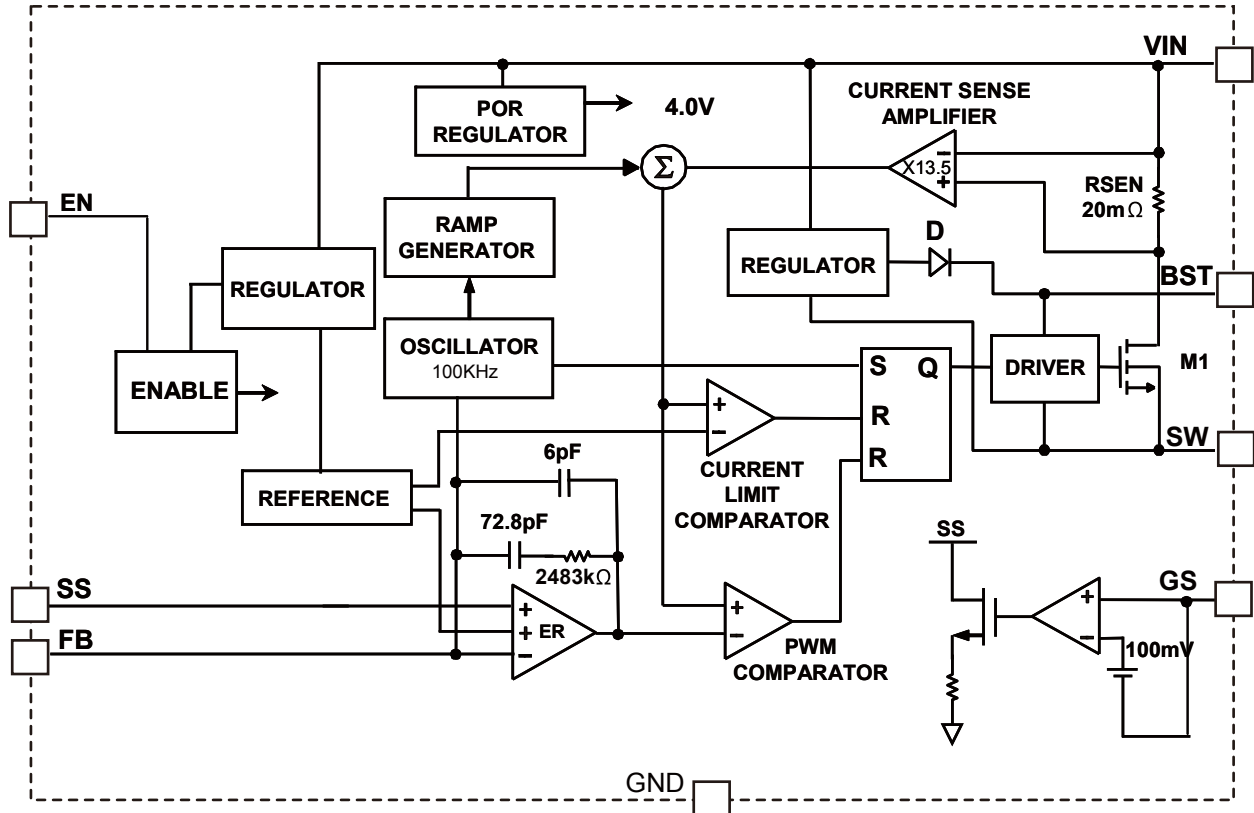 VIN
CURRENT SENSE
AMPLIFIER
POR
REGULATOR
4.0V
Σ
X13.5
−
+
RSEN
20mΩ
EN
RAMP
GENERATOR
D
REGULATOR
REGULATOR
BST
OSCILLATOR
100KHz
ENABLE
S
Q
R
R
DRIVER
M1
+
−
SW
CURRENT
LIMIT
COMPARATOR
6pF
REFERENCE
72.8pF
2483kΩ
SS
SS
GS
+
+
−
ER
FB
+
−
PWM
COMPARATOR
+
−
100mV
GND